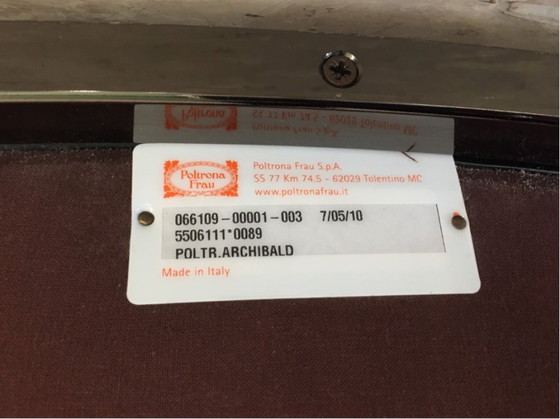 Poltrona
Frau
Poltrona Frau S.p.A.
SS 77 Km 74.5 - 62029 Tolentino MC
www.poltronafrau.it
066109-00001-003 7/05/10
5506111*0089
POLTR.ARCHIBALD
Made in Italy